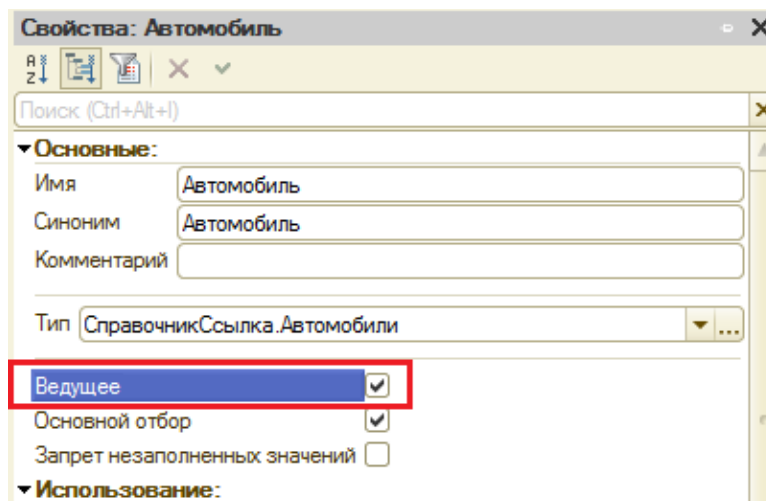 Свойства: Автомобиль
Поиск (Ctrl+Alt+I)
Основные:
Имя Автомобиль
Синоним Автомобиль
Комментарий
Тип СправочникСсылка.Автомобили ...
Ведущее
Основной отбор
Запрет незаполненных значений
Использование: